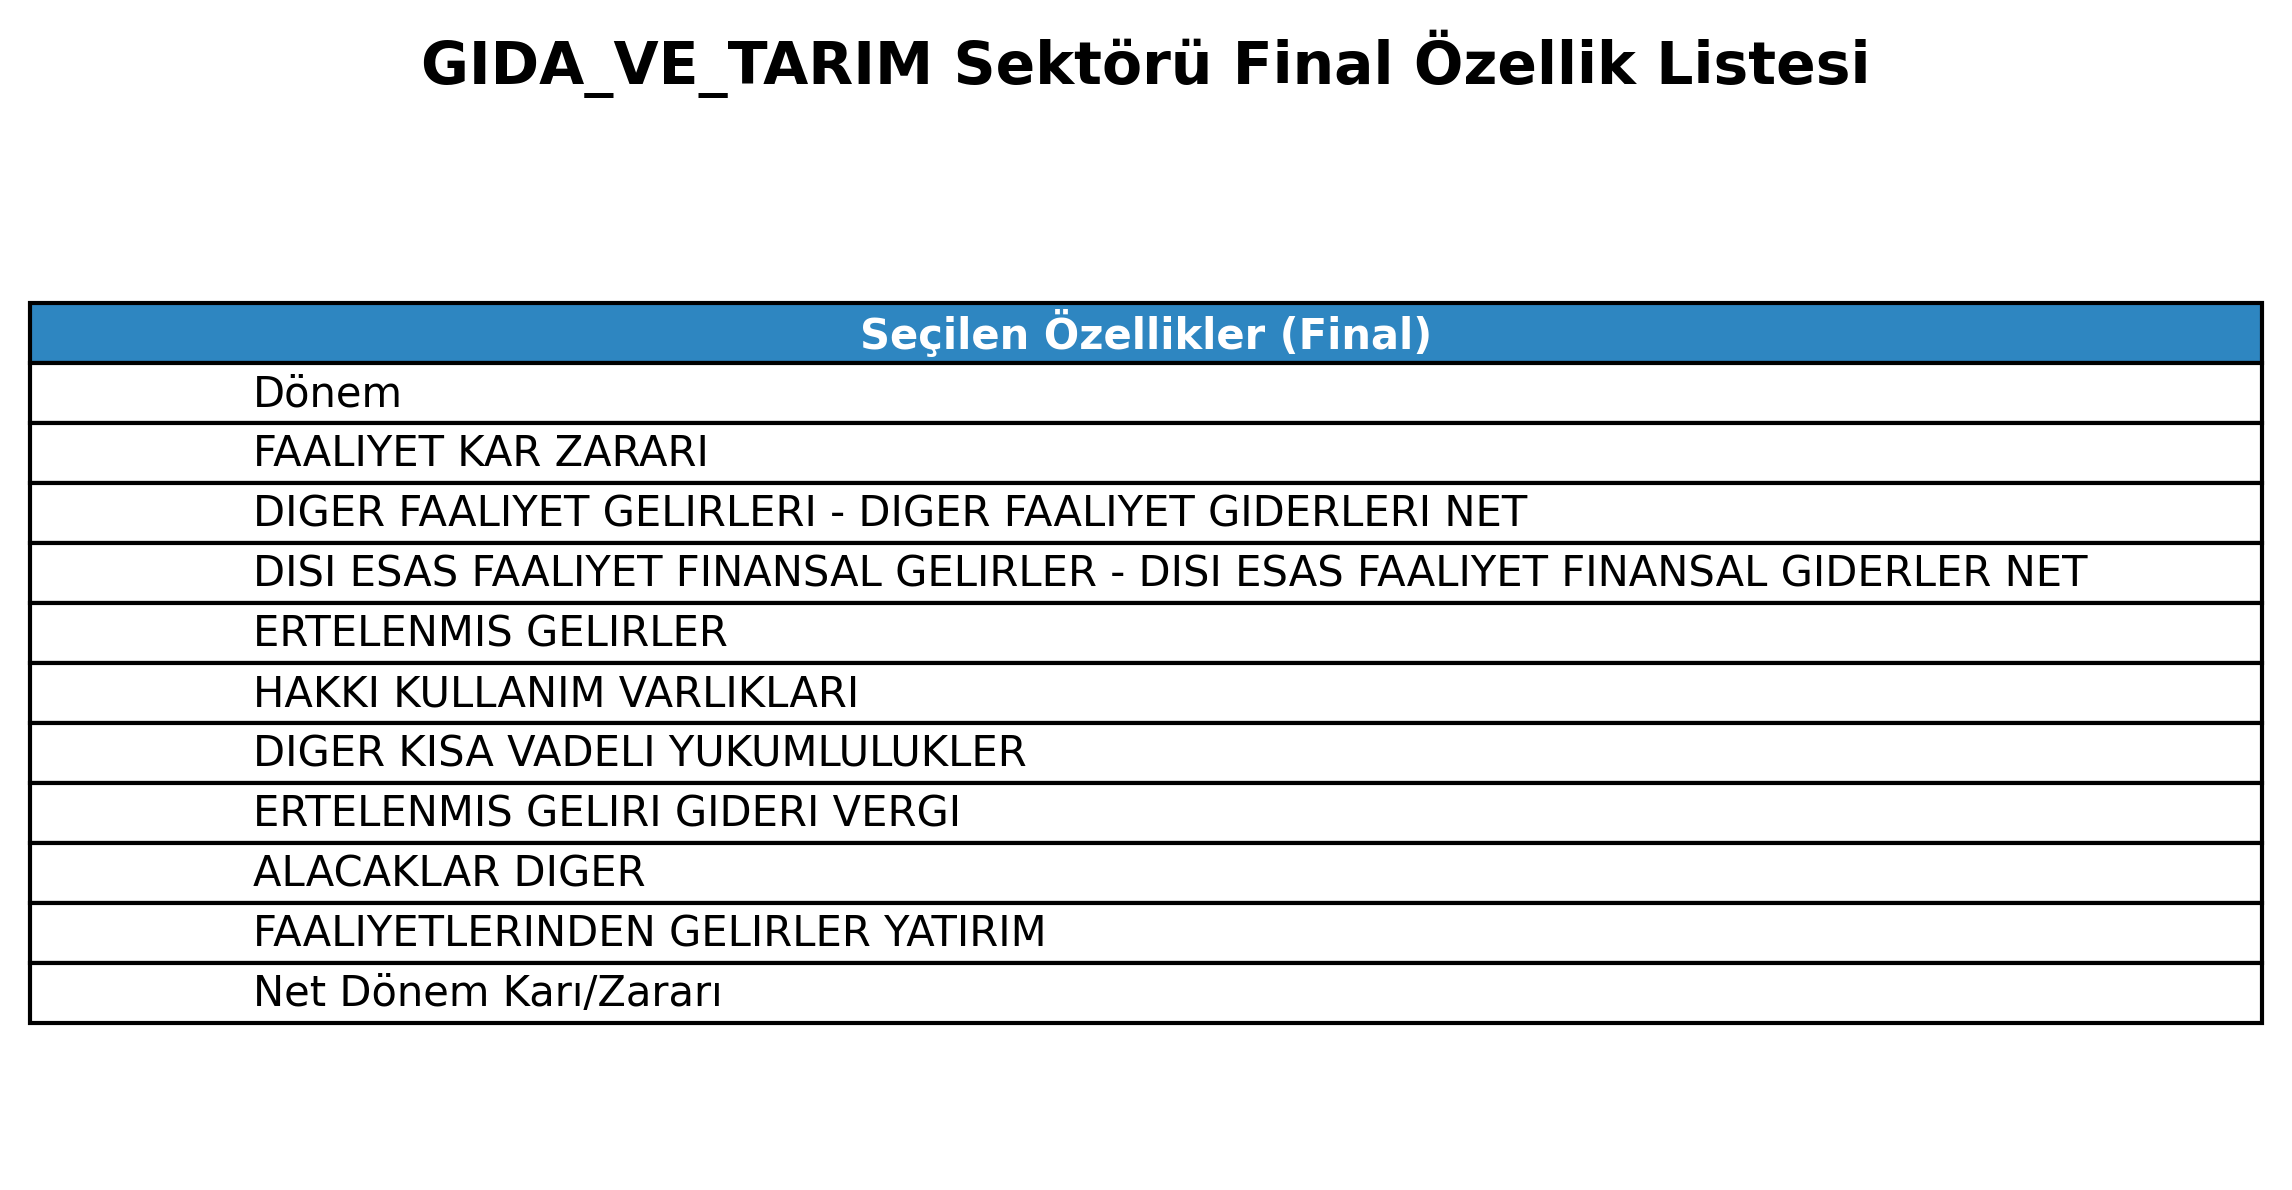 GIDA_VE_TARIM Sektörü Final Özellik Listesi
Seçilen Özellikler (Final)
Dönem
FAALIYET KAR ZARARI
DIGER FAALIYET GELIRLERI - DIGER FAALIYET GIDERLERI NET
DISI ESAS FAALIYET FINANSAL GELIRLER - DISI ESAS FAALIYET FINANSAL GIDERLER NET
ERTELENMIS GELIRLER
HAKKI KULLANIM VARLIKLARI
DIGER KISA VADELI YUKUMLULUKLER
ERTELENMIS GELIRI GIDERI VERGI
ALACAKLAR DIGER
FAALIYETLERINDEN GELIRLER YATIRIM
Net Dönem Karı/Zararı